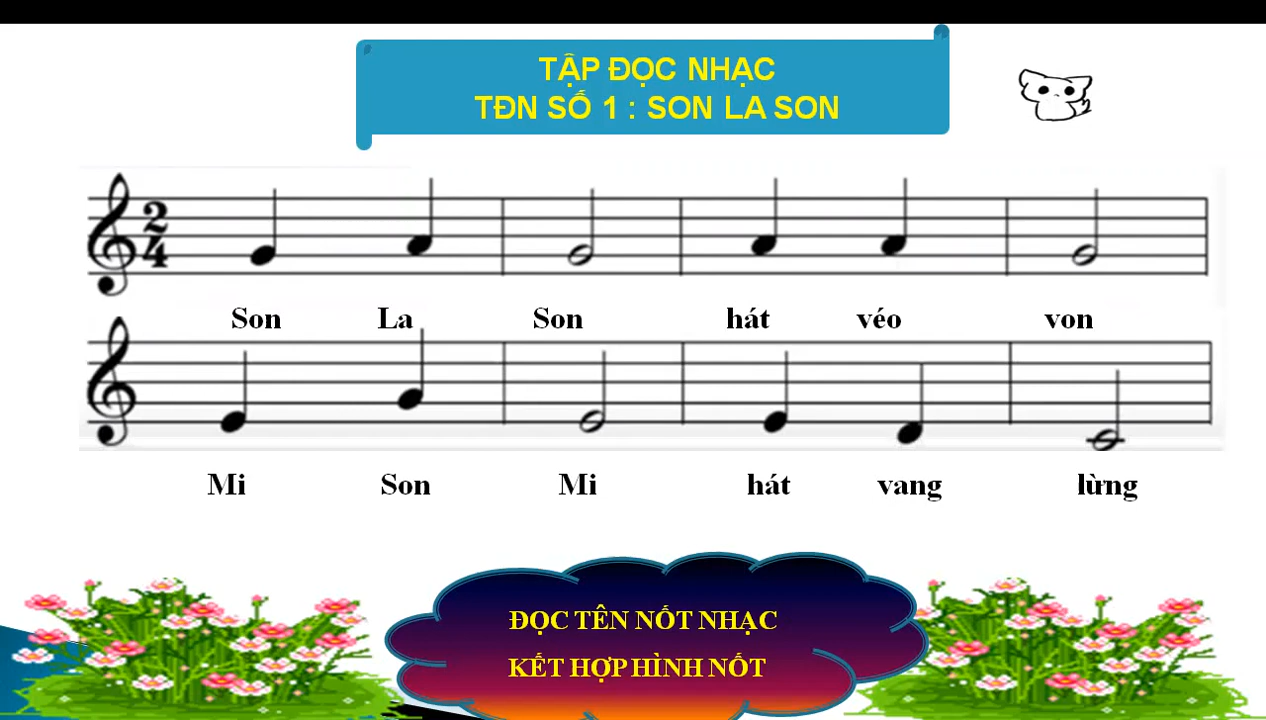 TẬP ĐỌC NHẠC
TĐN SỐ 1 : SON LA SON
2
4
Son La Son hát véo von
Mi Son Mi hát vang lừng
ĐỌC TÊN NỐT NHẠC
KẾT HỢP HÌNH NỐT